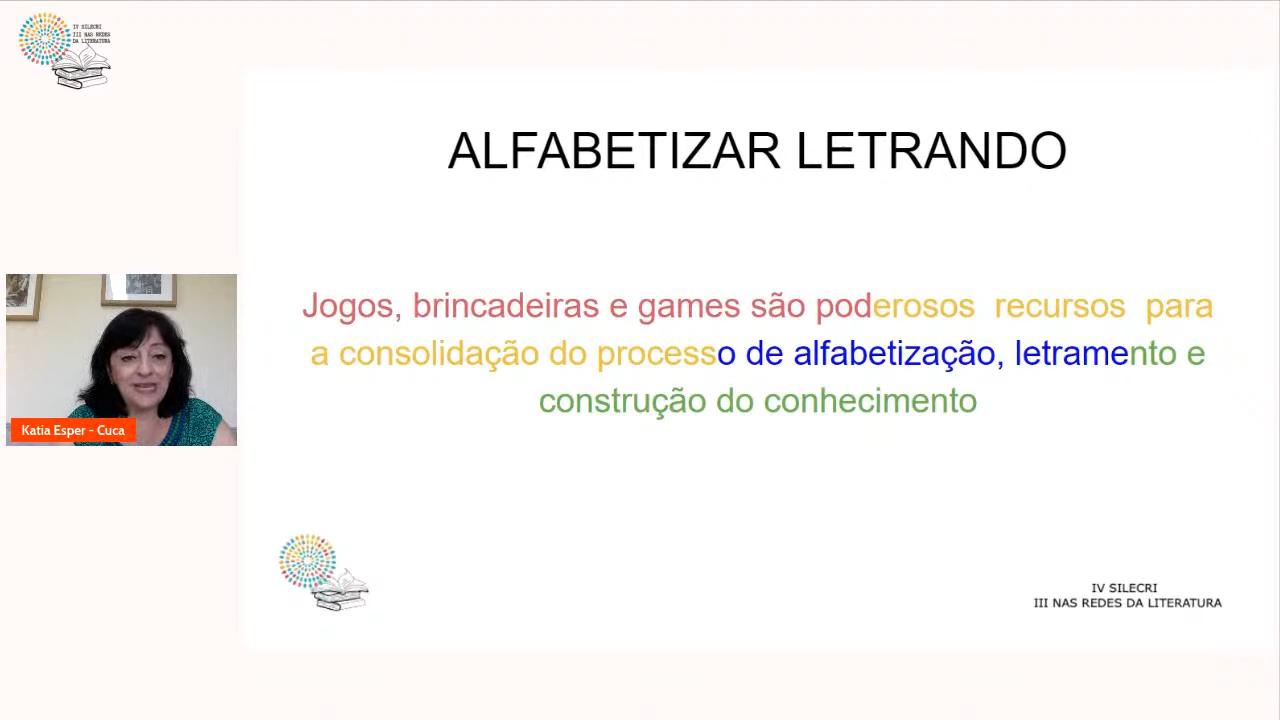 IV SILECRI
III NAS REDES
DA LITERATURA
ALFABETIZAR LETRANDO
Jogos, brincadeiras e games são poderosos recursos para
a consolidação do processo de alfabetização, letramento e
construção do conhecimento
Katia Esper - Cuca
IV SILECRI
III NAS REDES DA LITERATURA